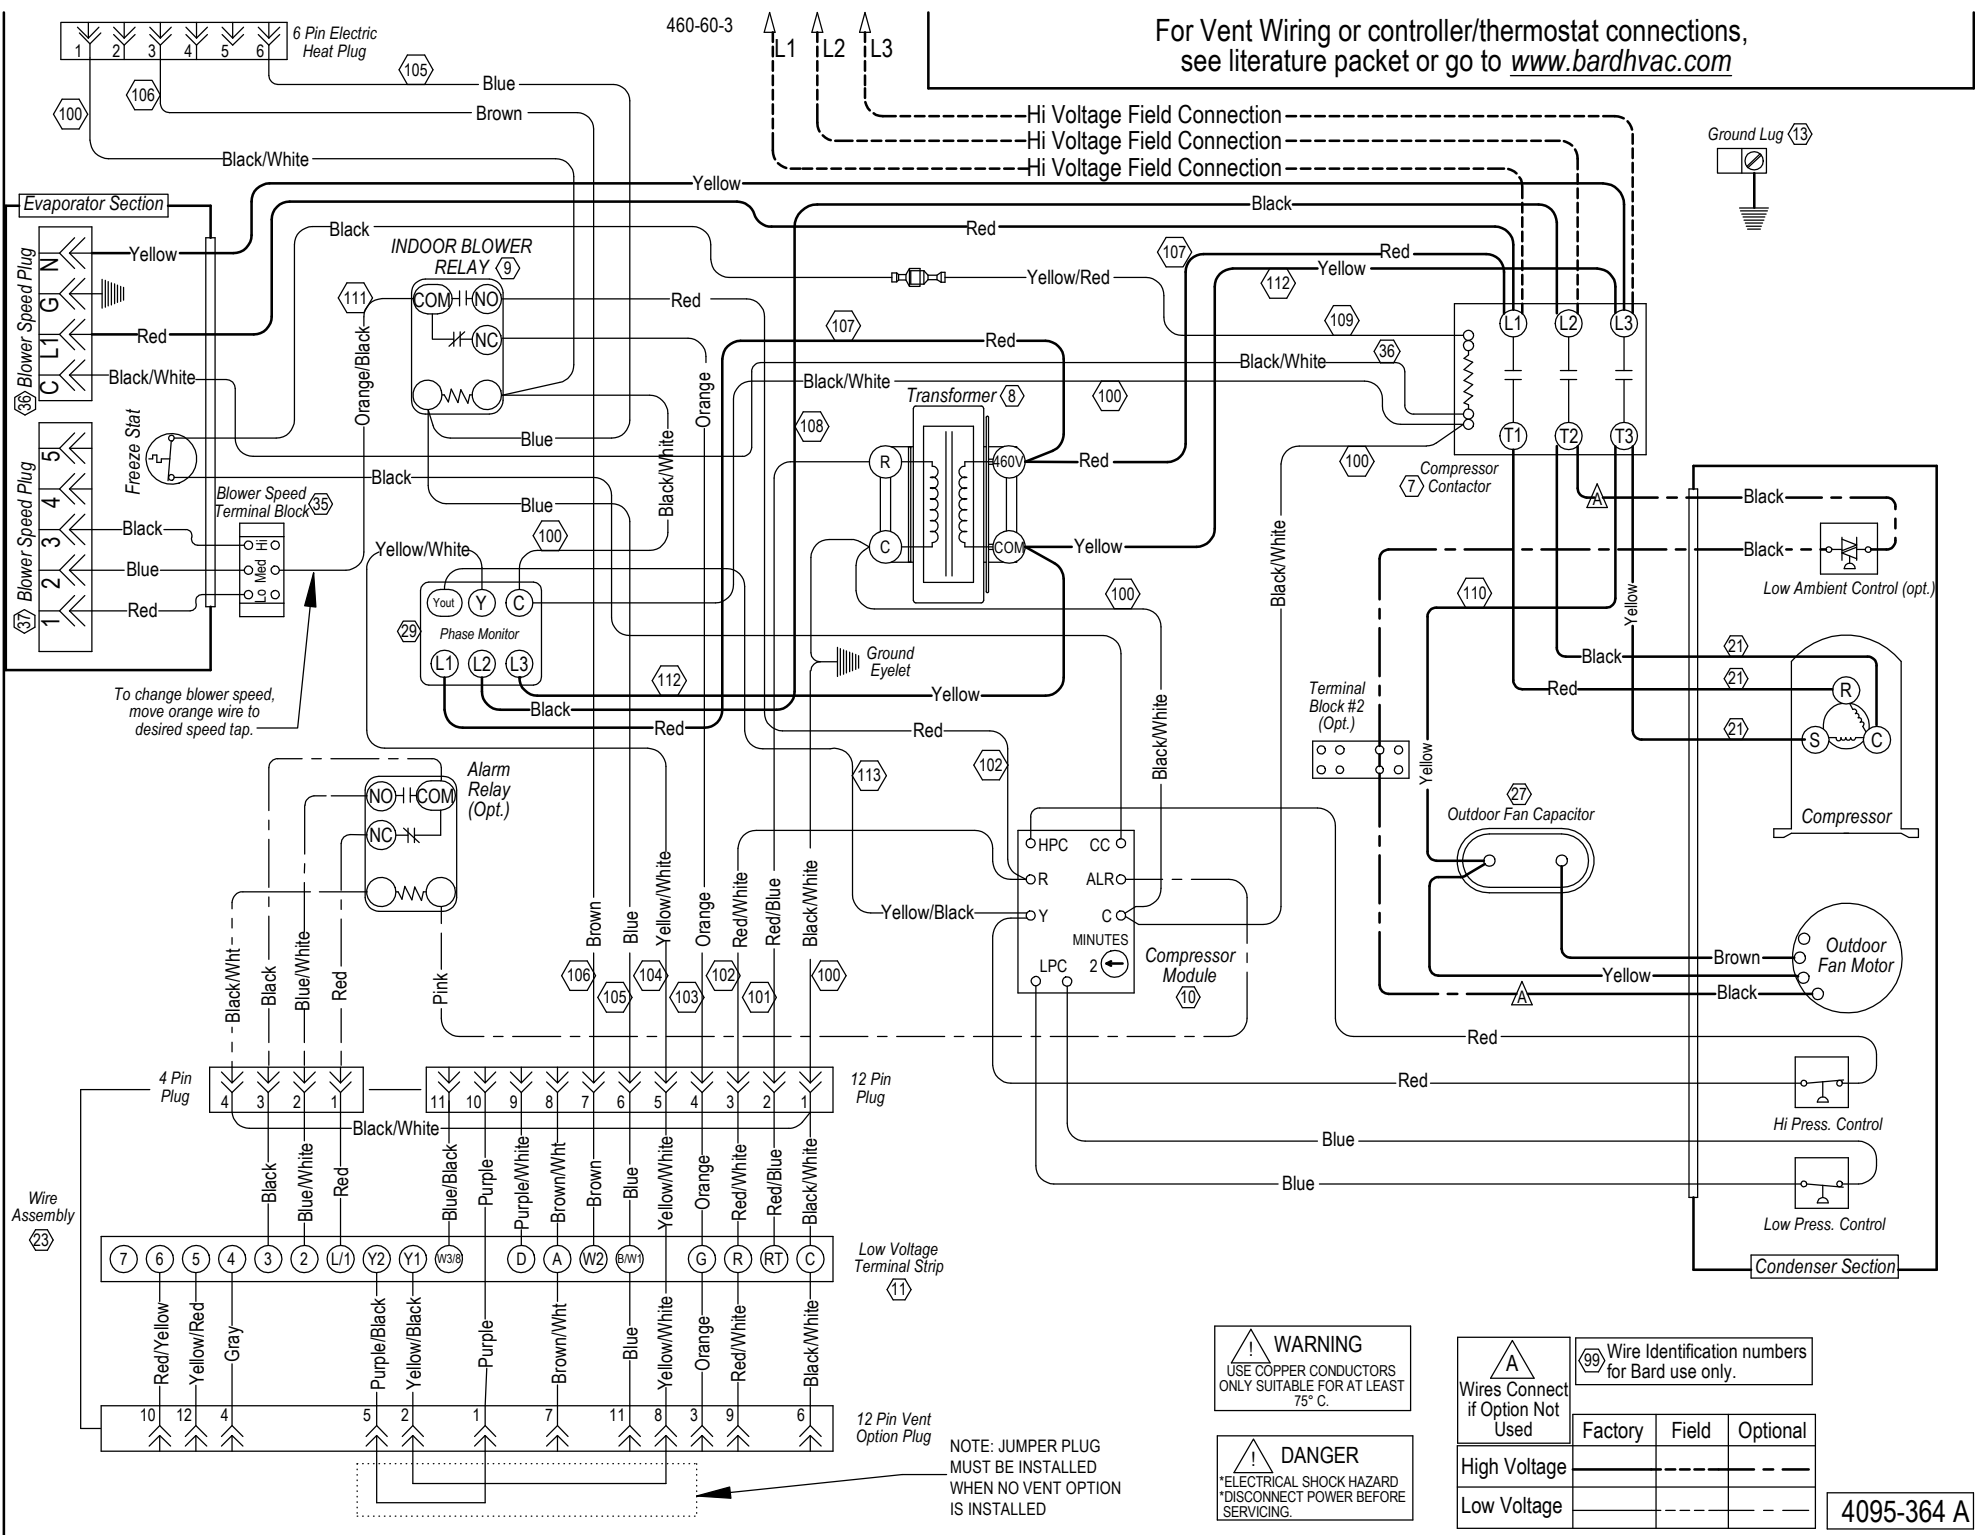 6 Pin Electric
Heat Plug
1 2 3 4 5 6
100
106
105
Blue
Brown
Black/White
460-60-3
L1 L2 L3
For Vent Wiring or controller/thermostat connections,
see literature packet or go to www.bardhvac.com
Hi Voltage Field Connection
Hi Voltage Field Connection
Hi Voltage Field Connection
Ground Lug 13
Evaporator Section
36 Blower Speed Plug
N
G
L1
C
Yellow
Red
Black/White
Yellow
Black
Red
Black
INDOOR BLOWER
RELAY 9
COM NO
NC
111
Orange/Black
Red
Orange
Blue
Black/White
Blue
Yellow/Red
107
Red
112
Yellow
109
36
Black/White
Black/White
100
107
Red
108
Transformer 8
R
460V
C
COM
Red
Yellow
100
L1 L2 L3
T1 T2 T3
Compressor
7 Contactor
100
Black/White
37 Blower Speed Plug
5
4
3
2
1
Freeze Stat
Black
Blower Speed
Terminal Block 35
Hi
Med
Lo
Black
Blue
Red
To change blower speed,
move orange wire to
desired speed tap.
Yellow/White
100
Yout Y C
29
Phase Monitor
L1 L2 L3
112
Yellow
Black
Red
Ground
Eyelet
A
Black
Black
Low Ambient Control (opt.)
110
Yellow
Black
21
Red
21
21
R
S C
Compressor
Terminal
Block #2
(Opt.)
Yellow
27
Outdoor Fan Capacitor
Outdoor
Fan Motor
Brown
Yellow
Black
A
Alarm
Relay
(Opt.)
NO COM
NC
Red
102
113
Black/White
HPC CC
R ALR
Y C
MINUTES
2
LPC
Compressor
Module
10
Yellow/Black
Black/Wht
Black
Blue/White
Red
Pink
Brown
Blue
Yellow/White
Orange
Red/White
Red/Blue
Black/White
106
105
104
103
102
101
100
Red
Red
Hi Press. Control
Blue
Blue
Low Press. Control
Condenser Section
4 Pin
Plug
4 3 2 1
11 10 9 8 7 6 5 4 3 2 1
12 Pin
Plug
Black/White
Black
Blue/White
Red
Blue/Black
Purple
Purple/White
Brown/Wht
Brown
Blue
Yellow/White
Orange
Red/White
Red/Blue
Black/White
Wire
Assembly
23
7 6 5 4 3 2 L/1 Y2 Y1 W3/8 D A W2 B/W1 G R RT C
Low Voltage
Terminal Strip
11
Red/Yellow
Yellow/Red
Gray
Purple/Black
Yellow/Black
Purple
Brown/Wht
Blue
Yellow/White
Orange
Red/White
Black/White
10 12 4 5 2 1 7 11 8 3 9 6
12 Pin Vent
Option Plug
NOTE: JUMPER PLUG
MUST BE INSTALLED
WHEN NO VENT OPTION
IS INSTALLED
! WARNING
USE COPPER CONDUCTORS
ONLY SUITABLE FOR AT LEAST
75° C.
! DANGER
*ELECTRICAL SHOCK HAZARD
*DISCONNECT POWER BEFORE
SERVICING.
A
Wires Connect
if Option Not
Used
99 Wire Identification numbers
for Bard use only.
Factory Field Optional
High Voltage
Low Voltage
4095-364 A